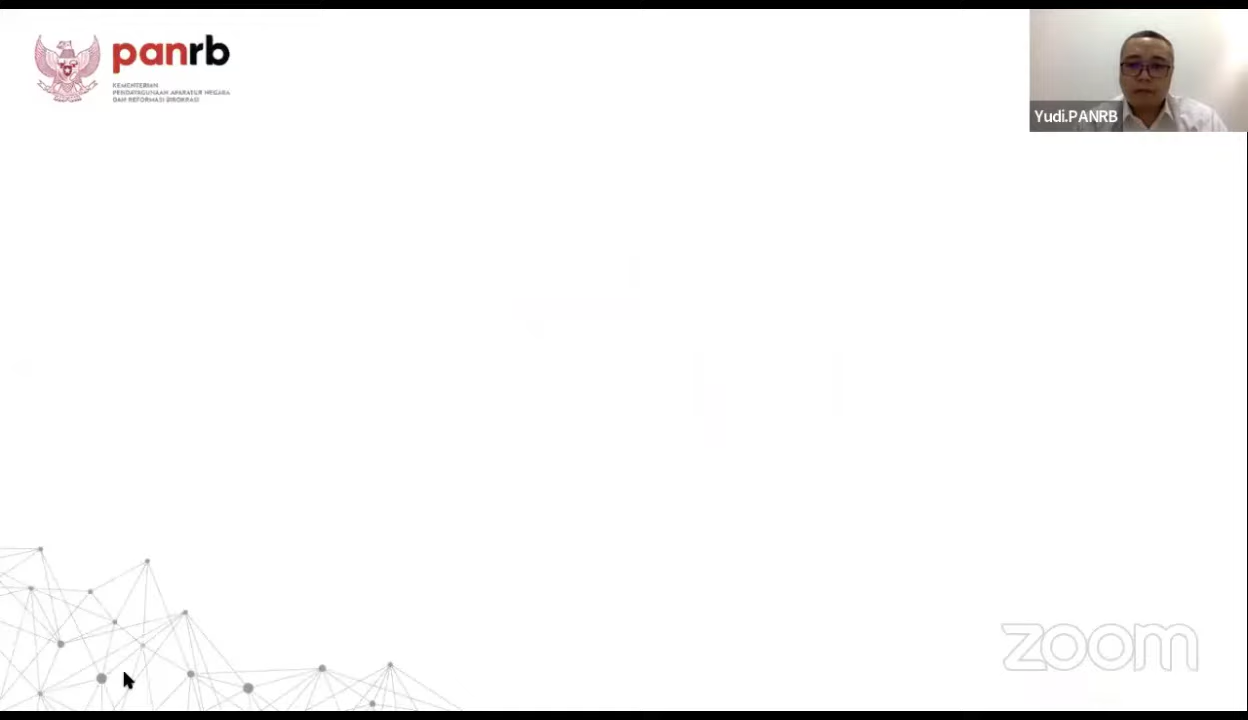 panrb
KEMENTERIAN
PENDAYAGUNAAN APARATUR NEGARA
DAN REFORMASI BIROKRASI
Yudi.PANRB
zoom